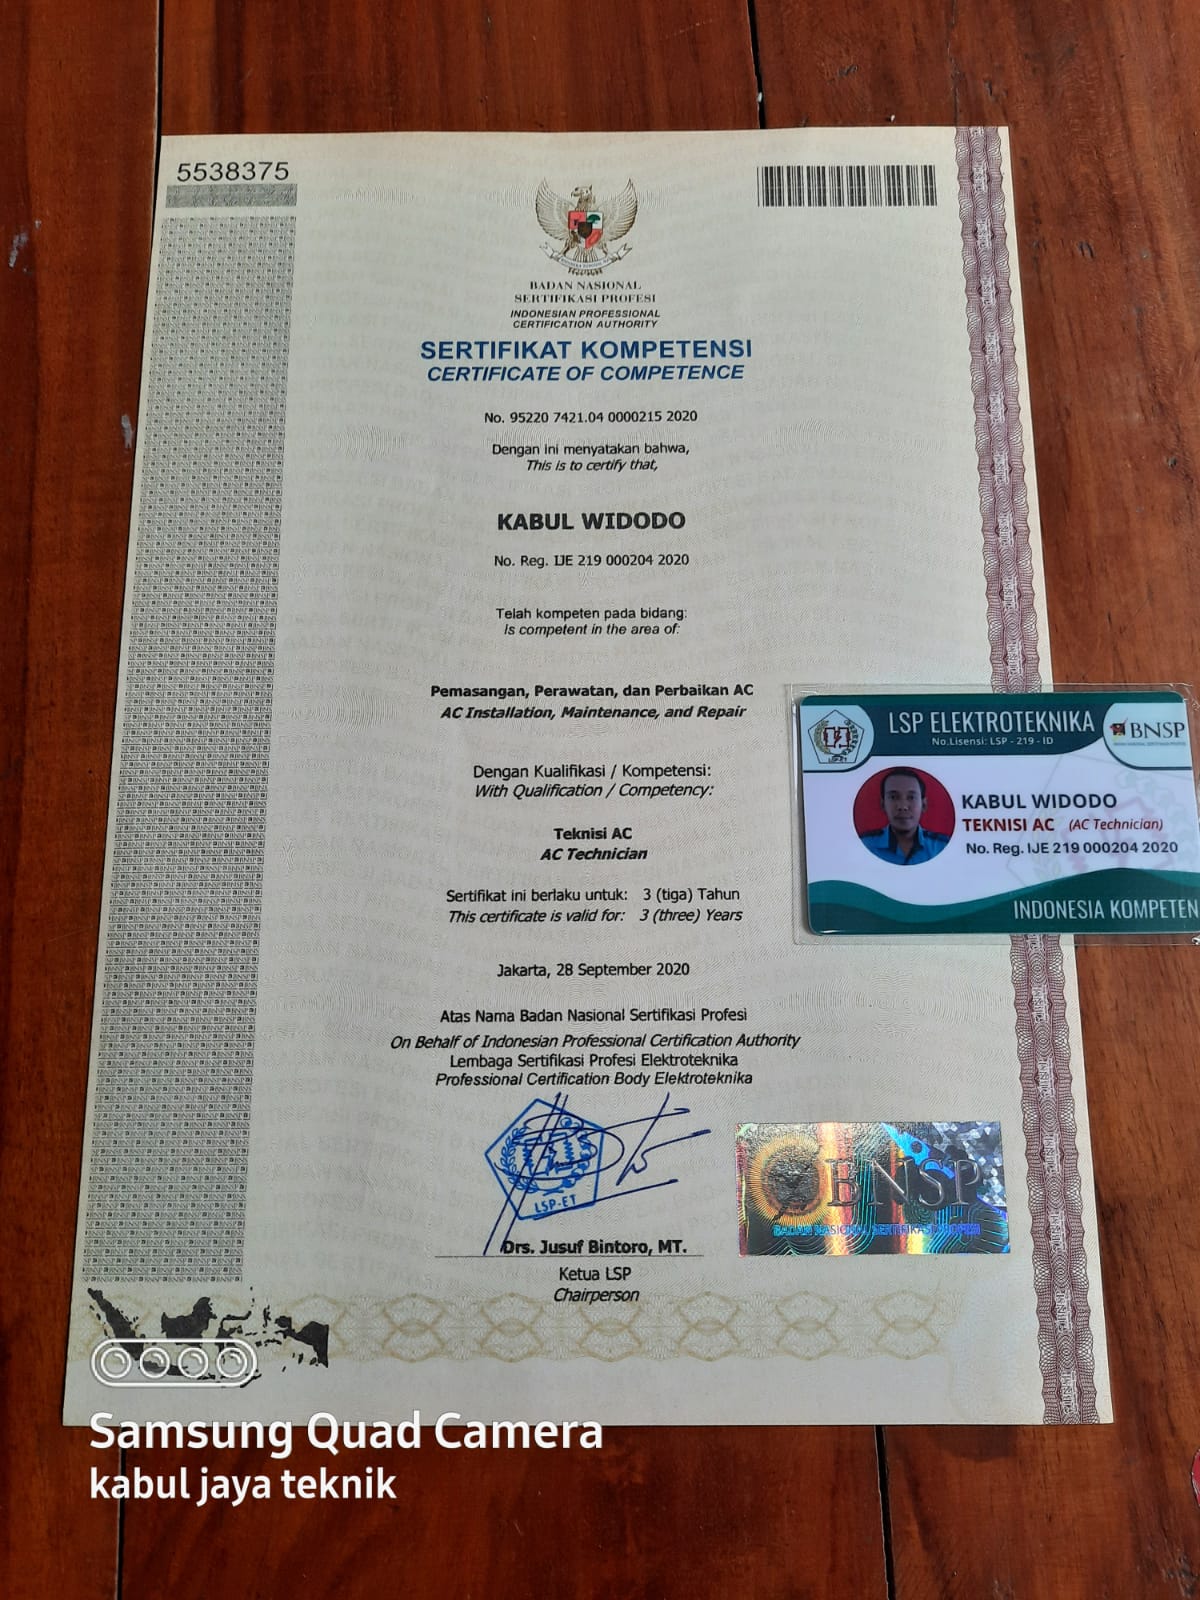 5538375
BADAN NASIONAL
SERTIFIKASI PROFESI
INDONESIAN PROFESSIONAL
CERTIFICATION AUTHORITY
SERTIFIKAT KOMPETENSI
CERTIFICATE OF COMPETENCE
No. 95220 7421.04 0000215 2020
Dengan ini menyatakan bahwa,
This is to certify that,
KABUL WIDODO
No. Reg. IJE 219 000204 2020
Telah kompeten pada bidang:
Is competent in the area of:
Pemasangan, Perawatan, dan Perbaikan AC
AC Installation, Maintenance, and Repair
Dengan Kualifikasi / Kompetensi:
With Qualification / Competency:
Teknisi AC
AC Technician
Sertifikat ini berlaku untuk: 3 (tiga) Tahun
This certificate is valid for: 3 (three) Years
Jakarta, 28 September 2020
Atas Nama Badan Nasional Sertifikasi Profesi
On Behalf of Indonesian Professional Certification Authority
Lembaga Sertifikasi Profesi Elektroteknika
Professional Certification Body Elektroteknika
LSP-ET
Drs. Jusuf Bintoro, MT.
Ketua LSP
Chairperson
BNSP
BADAN NASIONAL SERTIFIKASI PROFESI
LSP ELEKTROTEKNIKA
No.Lisensi: LSP - 219 - ID
BNSP
KABUL WIDODO
TEKNISI AC (AC Technician)
No. Reg. IJE 219 000204 2020
INDONESIA KOMPETEN
Samsung Quad Camera
kabul jaya teknik